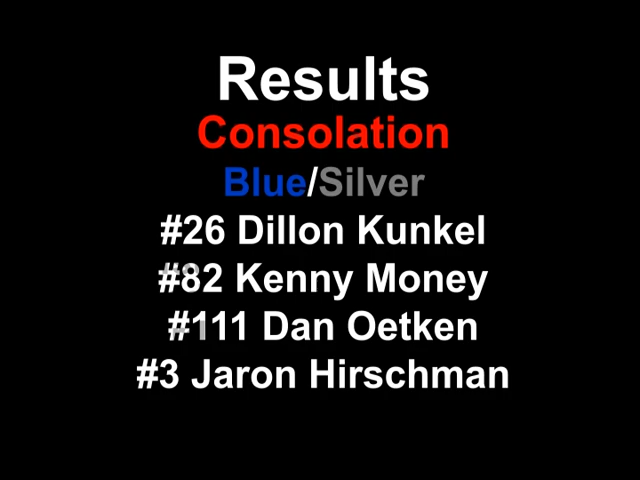 Results
Consolation
Blue/Silver
#26 Dillon Kunkel
#82 Kenny Money
#111 Dan Oetken
#3 Jaron Hirschman